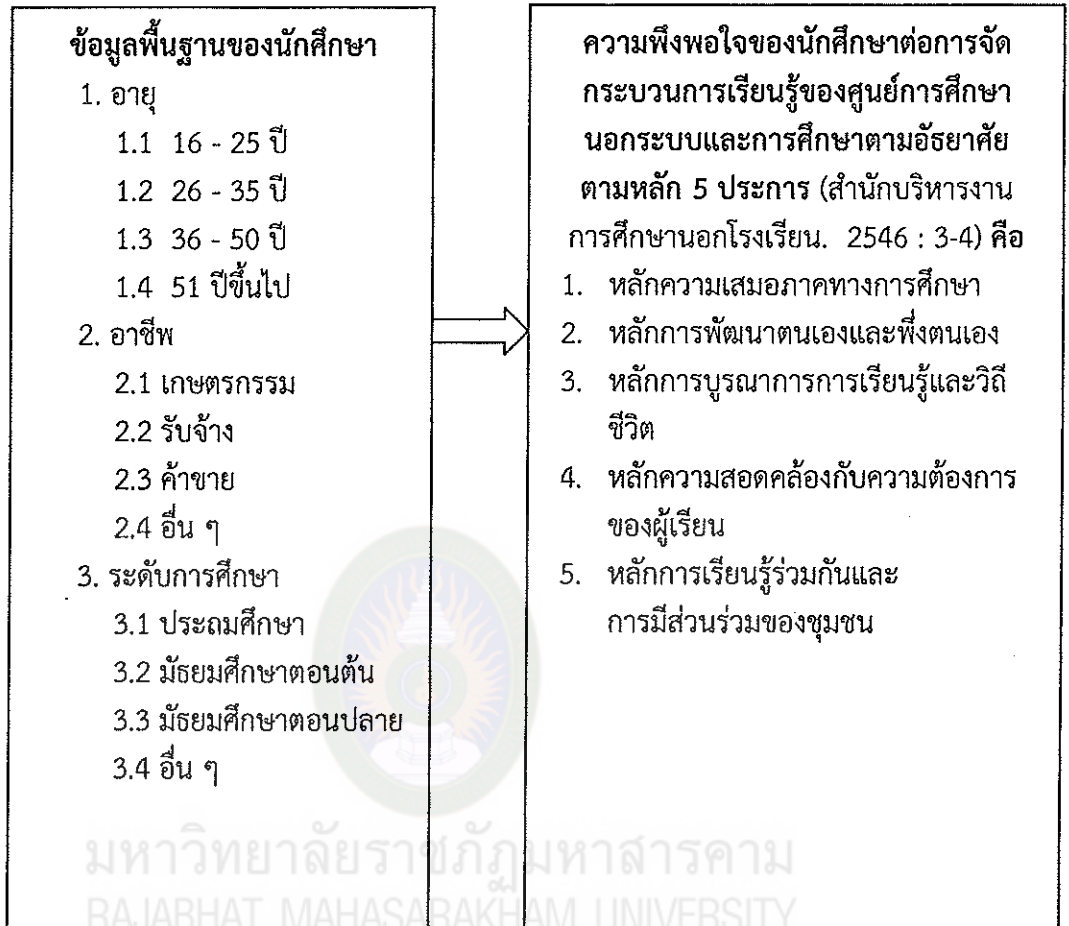 ข้อมูลพื้นฐานของนักศึกษา
1. อายุ
1.1 16 - 25 ปี
1.2 26 - 35 ปี
1.3 36 - 50 ปี
1.4 51 ปีขึ้นไป
2. อาชีพ
2.1 เกษตรกรรม
2.2 รับจ้าง
2.3 ค้าขาย
2.4 อื่น ๆ
3. ระดับการศึกษา
3.1 ประถมศึกษา
3.2 มัธยมศึกษาตอนต้น
3.3 มัธยมศึกษาตอนปลาย
3.4 อื่น ๆ
ความพึงพอใจของนักศึกษาต่อการจัด
กระบวนการเรียนรู้ของศูนย์การศึกษา
นอกระบบและการศึกษาตามอัธยาศัย
ตามหลัก 5 ประการ (สำนักบริหารงาน
การศึกษานอกโรงเรียน. 2546 : 3-4) คือ
1. หลักความเสมอภาคทางการศึกษา
2. หลักการพัฒนาตนเองและพึ่งตนเอง
3. หลักการบูรณาการการเรียนรู้และวิถี
ชีวิต
4. หลักความสอดคล้องกับความต้องการ
ของผู้เรียน
5. หลักการเรียนรู้ร่วมกันและ
การมีส่วนร่วมของชุมชน
มหาวิทยาลัยราชภัฏมหาสารคาม
RAJABHAT MAHASARAKHAM UNIVERSITY